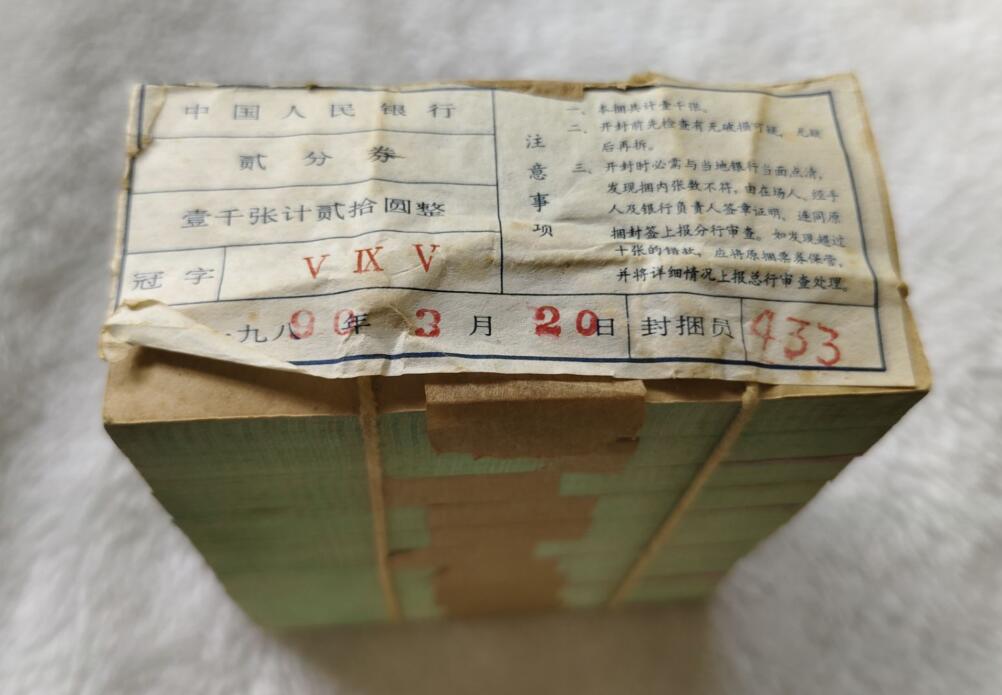 中国人民银行
贰分券
壹千张计贰拾圆整
冠字 V IX V
一九八90年 3月 20日 封捆员 433
注意事项
一、本捆共计壹千张。
二、开封前先检查有无破损可疑，无疑
后再拆。
三、开封时必需与当地银行当面点清，
发现捆内张数不符，由在场人、经手
人及银行负责人签章证明，连同原
捆封签上报分行审查。如发现超过
十张的错款，应将原捆票券保管，
并将详细情况上报总行审查处理。